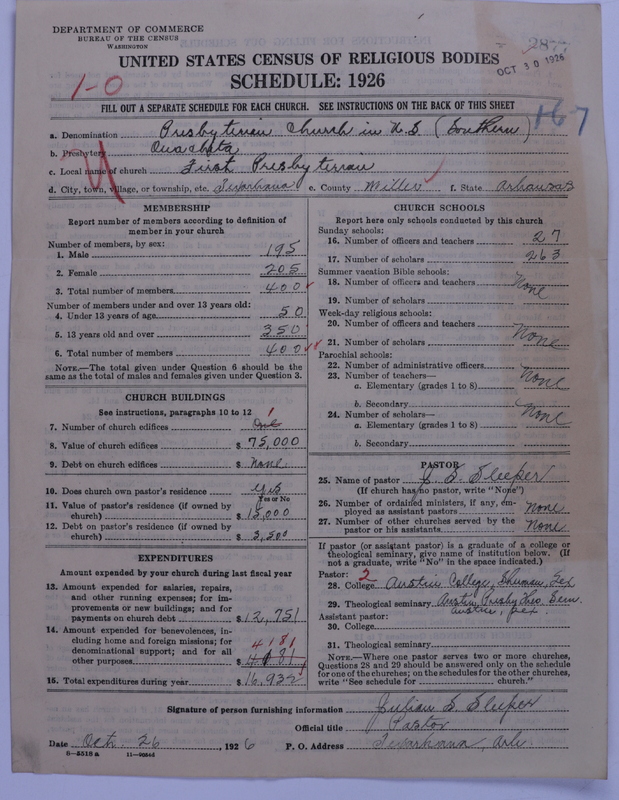 DEPARTMENT OF COMMERCE
BUREAU OF THE CENSUS
WASHINGTON
2877
OCT 30 1926
UNITED STATES CENSUS OF RELIGIOUS BODIES
SCHEDULE: 1926
1-0
FILL OUT A SEPARATE SCHEDULE FOR EACH CHURCH. SEE INSTRUCTIONS ON THE BACK OF THIS SHEET
167
a. Denomination Presbyterian Church in U.S (Southern)
b. Presbytery Ouachita
c. Local name of church First Presbyterian
d. City, town, village, or township, etc. Texarkana e. County Miller f. State Arkansas
MEMBERSHIP
Report number of members according to definition of
member in your church
Number of members, by sex:
1. Male 195
2. Female 205
3. Total number of members 400
Number of members under and over 13 years old:
4. Under 13 years of age 50
5. 13 years old and over 350
6. Total number of members 400
NOTE.—The total given under Question 6 should be
same as the total of males and females given under Question 3.
CHURCH BUILDINGS
See instructions, paragraphs 10 to 12
1
7. Number of church edifices One
8. Value of church edifices $ 75,000
9. Debt on church edifices $ None
10. Does church own pastor's residence Yes
Yes or No
11. Value of pastor's residence (if owned by
church) $ 15,000
12. Debt on pastor's residence (if owned by
church) $ 3,500
EXPENDITURES
Amount expended by your church during last fiscal year
13. Amount expended for salaries, repairs,
and other running expenses; for im-
provements or new buildings; and for
payments on church debt $ 12,751
14. Amount expended for benevolences, in-
cluding home and foreign missions; for
denominational support; and for all
4181
other purposes $ 4181
15. Total expenditures during year $ 16,932
CHURCH SCHOOLS
Report here only schools conducted by this church
Sunday schools:
16. Number of officers and teachers 27
17. Number of scholars 263
Summer vacation Bible schools:
18. Number of officers and teachers None
19. Number of scholars
Week-day religious schools:
20. Number of officers and teachers None
21. Number of scholars
Parochial schools:
22. Number of administrative officers
23. Number of teachers— None
a. Elementary (grades 1 to 8)
b. Secondary
24. Number of scholars— None
a. Elementary (grades 1 to 8)
b. Secondary
PASTOR
25. Name of pastor J S. Sleeper
(If church has no pastor, write "None")
26. Number of ordained ministers, if any, em-
ployed as assistant pastors None
27. Number of other churches served by the
pastor or his assistants None
If pastor (or assistant pastor) is a graduate of a college or
theological seminary, give name of institution below. (If
not a graduate, write "No" in the space indicated.)
Pastor: 2
28. College Austin College, Sherman, Tex
29. Theological seminary Austin Presby Theo. Sem.
Austin, Tex
Assistant pastor:
30. College
31. Theological seminary
NOTE.—Where one pastor serves two or more churches,
Questions 28 and 29 should be answered only on the schedule
for one of the churches; on the schedules for the other churches,
write "See schedule for church."
Signature of person furnishing information Julian S. Sleeper
Official title Pastor
Date Oct. 26, 1926 P. O. Address Texarkana, Ark.
6—5518 a